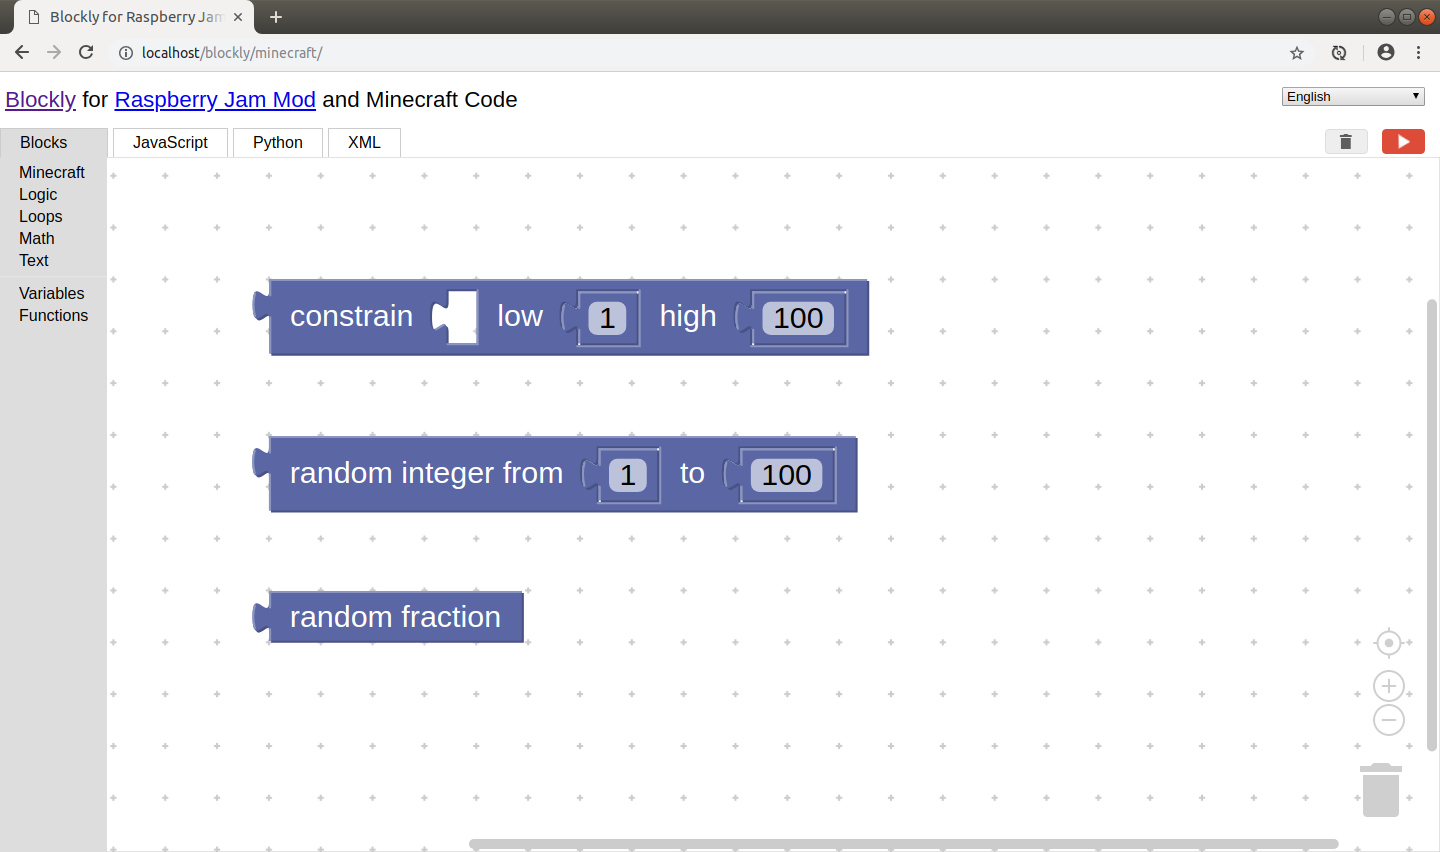 Blockly for Raspberry Jam
localhost/blockly/minecraft/
Blockly for Raspberry Jam Mod and Minecraft Code
English
Blocks JavaScript Python XML
Minecraft
Logic
Loops
Math
Text
Variables
Functions
constrain low 1 high 100
random integer from 1 to 100
random fraction